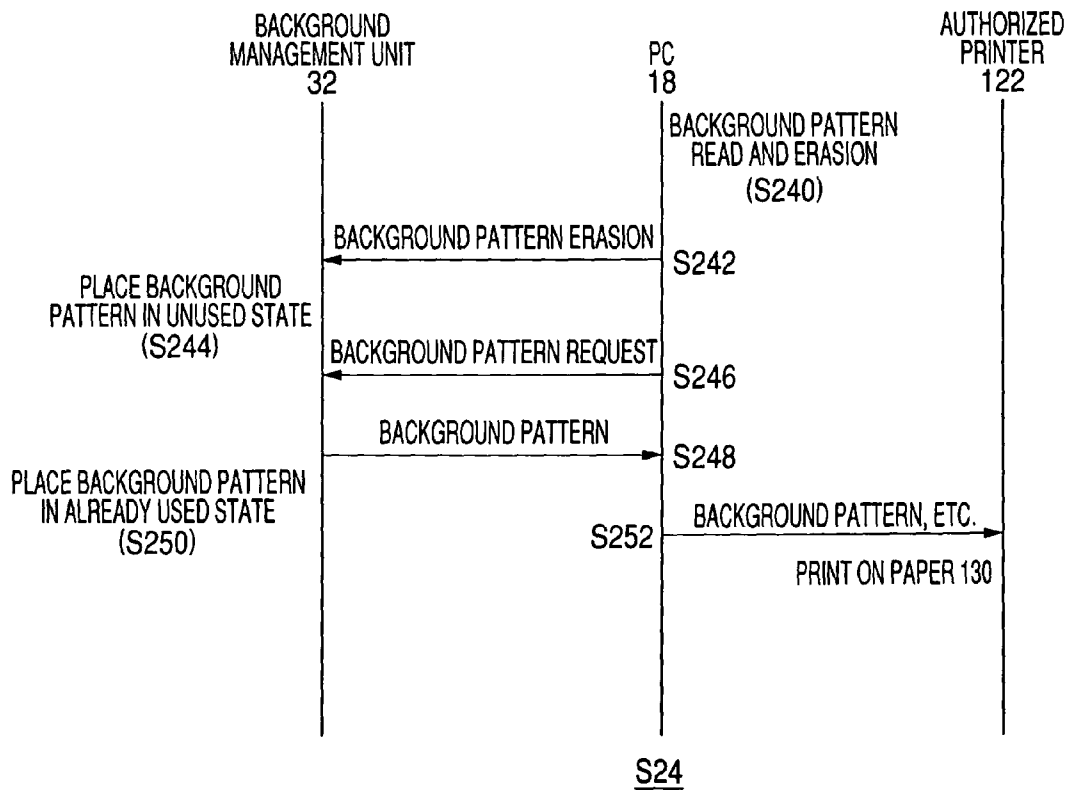 BACKGROUND
MANAGEMENT UNIT
32
PC
18
AUTHORIZED
PRINTER
122
BACKGROUND PATTERN
READ AND ERASION
(S240)
BACKGROUND PATTERN ERASION
S242
PLACE BACKGROUND
PATTERN IN UNUSED STATE
(S244)
BACKGROUND PATTERN REQUEST
S246
BACKGROUND PATTERN
S248
PLACE BACKGROUND PATTERN
IN ALREADY USED STATE
(S250)
S252
BACKGROUND PATTERN, ETC.
PRINT ON PAPER 130
S24